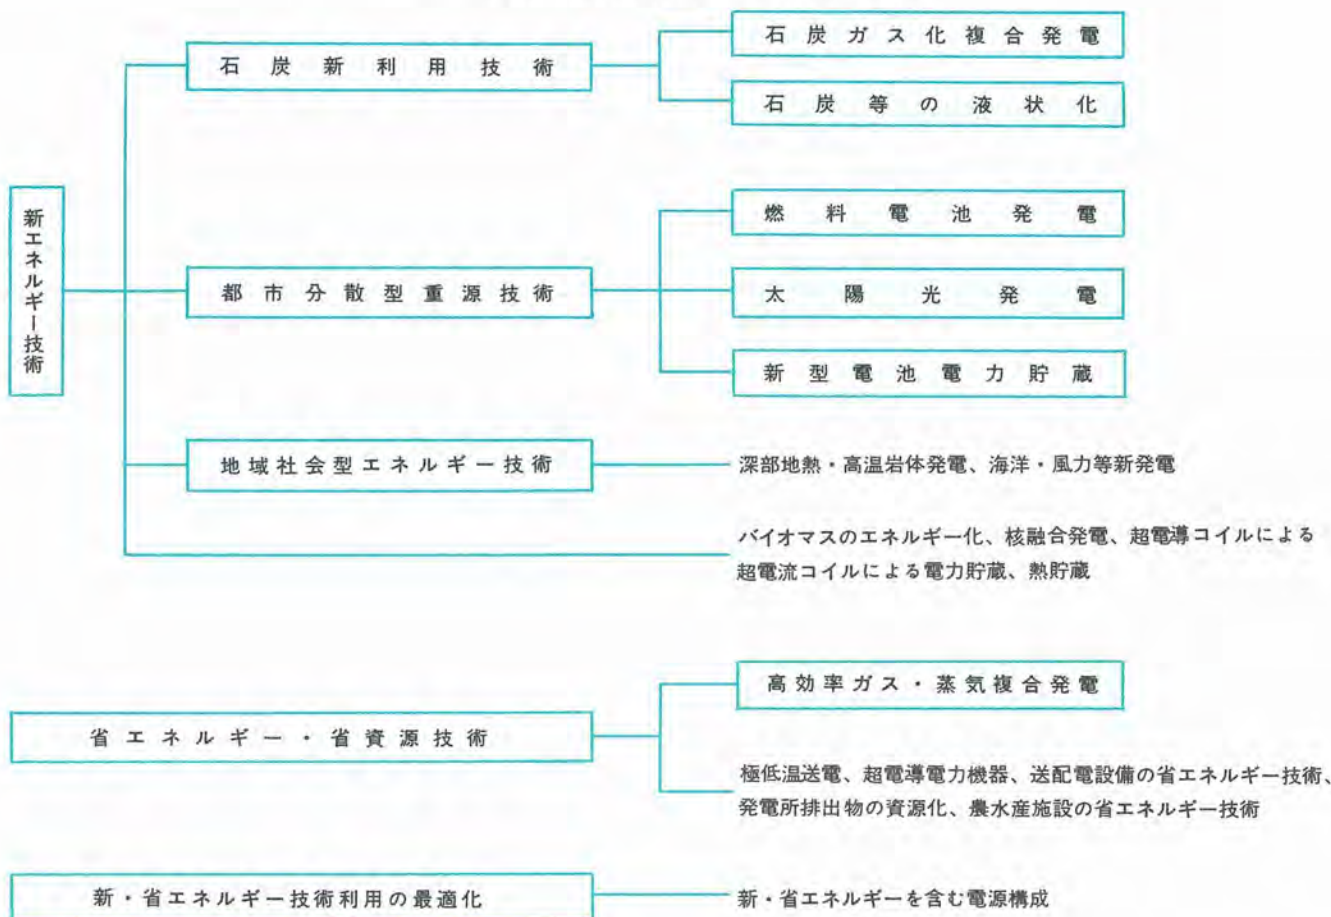 石炭新利用技術
石炭ガス化複合発電
石炭等の液状化
新エネルギー技術
都市分散型重源技術
燃料電池発電
太陽光発電
新型電池電力貯蔵
地域社会型エネルギー技術
深部地熱・高温岩体発電、海洋・風力等新発電
バイオマスのエネルギー化、核融合発電、超電導コイルによる
超電流コイルによる電力貯蔵、熱貯蔵
省エネルギー・省資源技術
高効率ガス・蒸気複合発電
極低温送電、超電導電力機器、送配電設備の省エネルギー技術、
発電所排出物の資源化、農水産施設の省エネルギー技術
新・省エネルギー技術利用の最適化
新・省エネルギーを含む電源構成